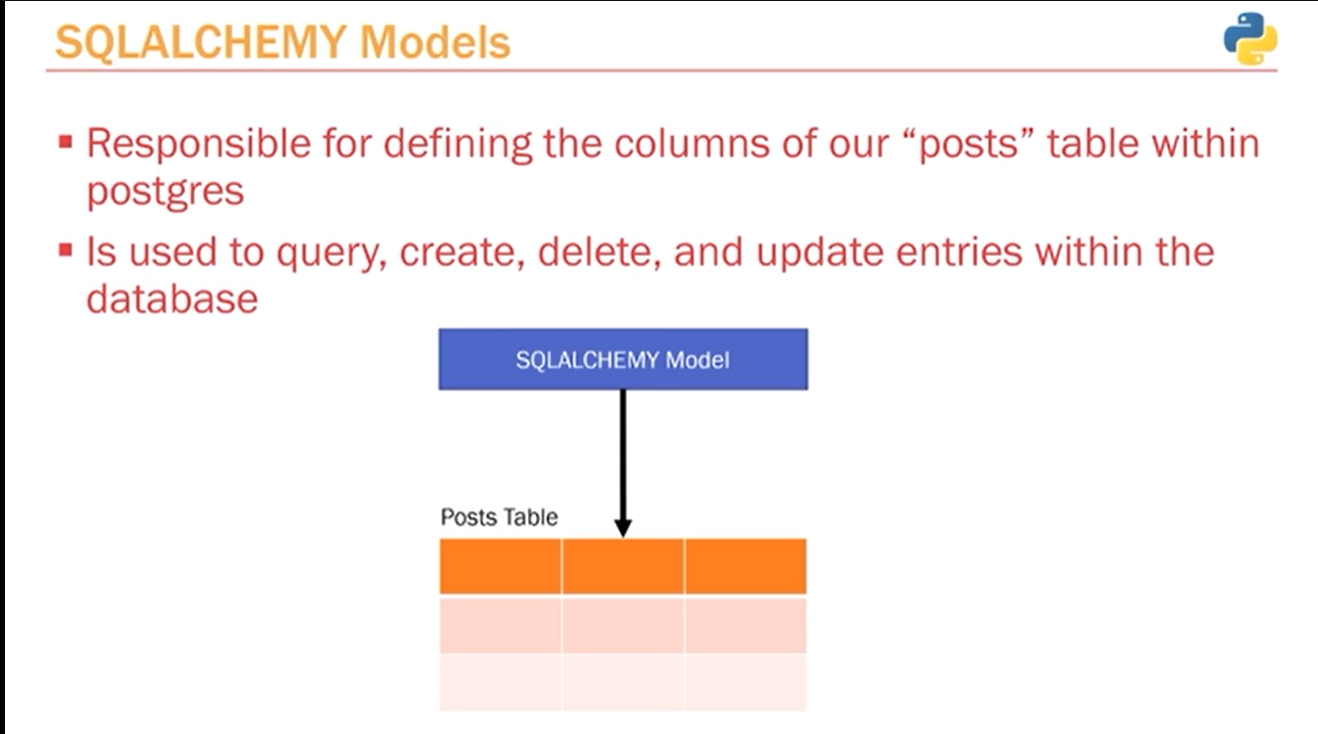 SQLALCHEMY Models
▪ Responsible for defining the columns of our “posts” table within
postgres
▪ Is used to query, create, delete, and update entries within the
database
SQLALCHEMY Model
Posts Table